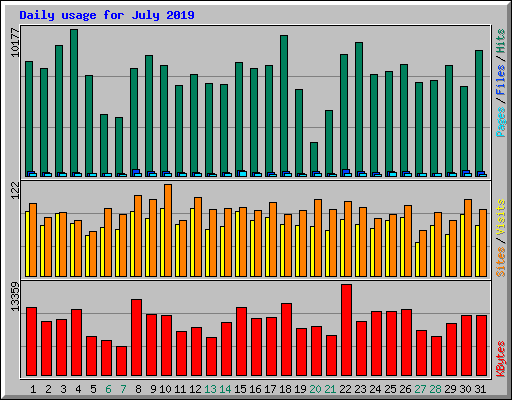 Daily usage for July 2019
10177
Pages / Files / Hits
122
Sites / Visits
13359
KBytes
1 2 3 4 5 6 7 8 9 10 11 12 13 14 15 16 17 18 19 20 21 22 23 24 25 26 27 28 29 30 31